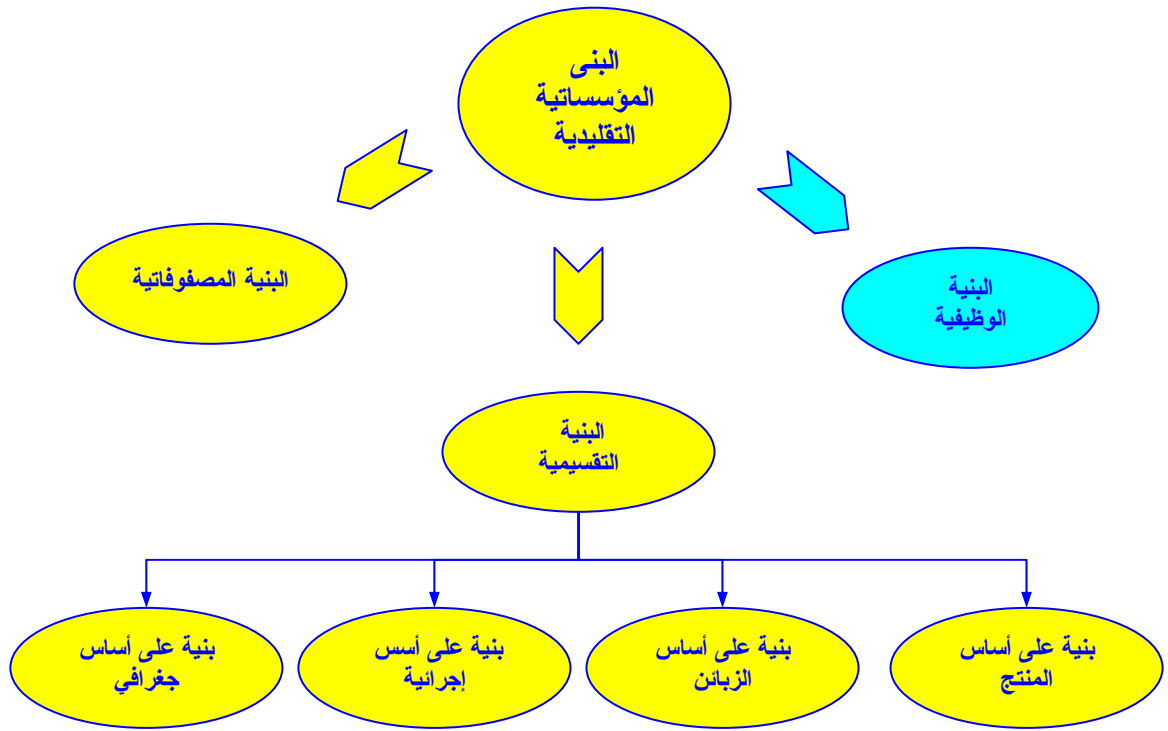 البنى
المؤسساتية
التقليدية
البنية
الوظيفية
البنية المصفوفاتية
البنية
التقسيمية
بنية على أساس
المنتج
بنية على أساس
الزبائن
بنية على أسس
إجرائية
بنية على أساس
جغرافي